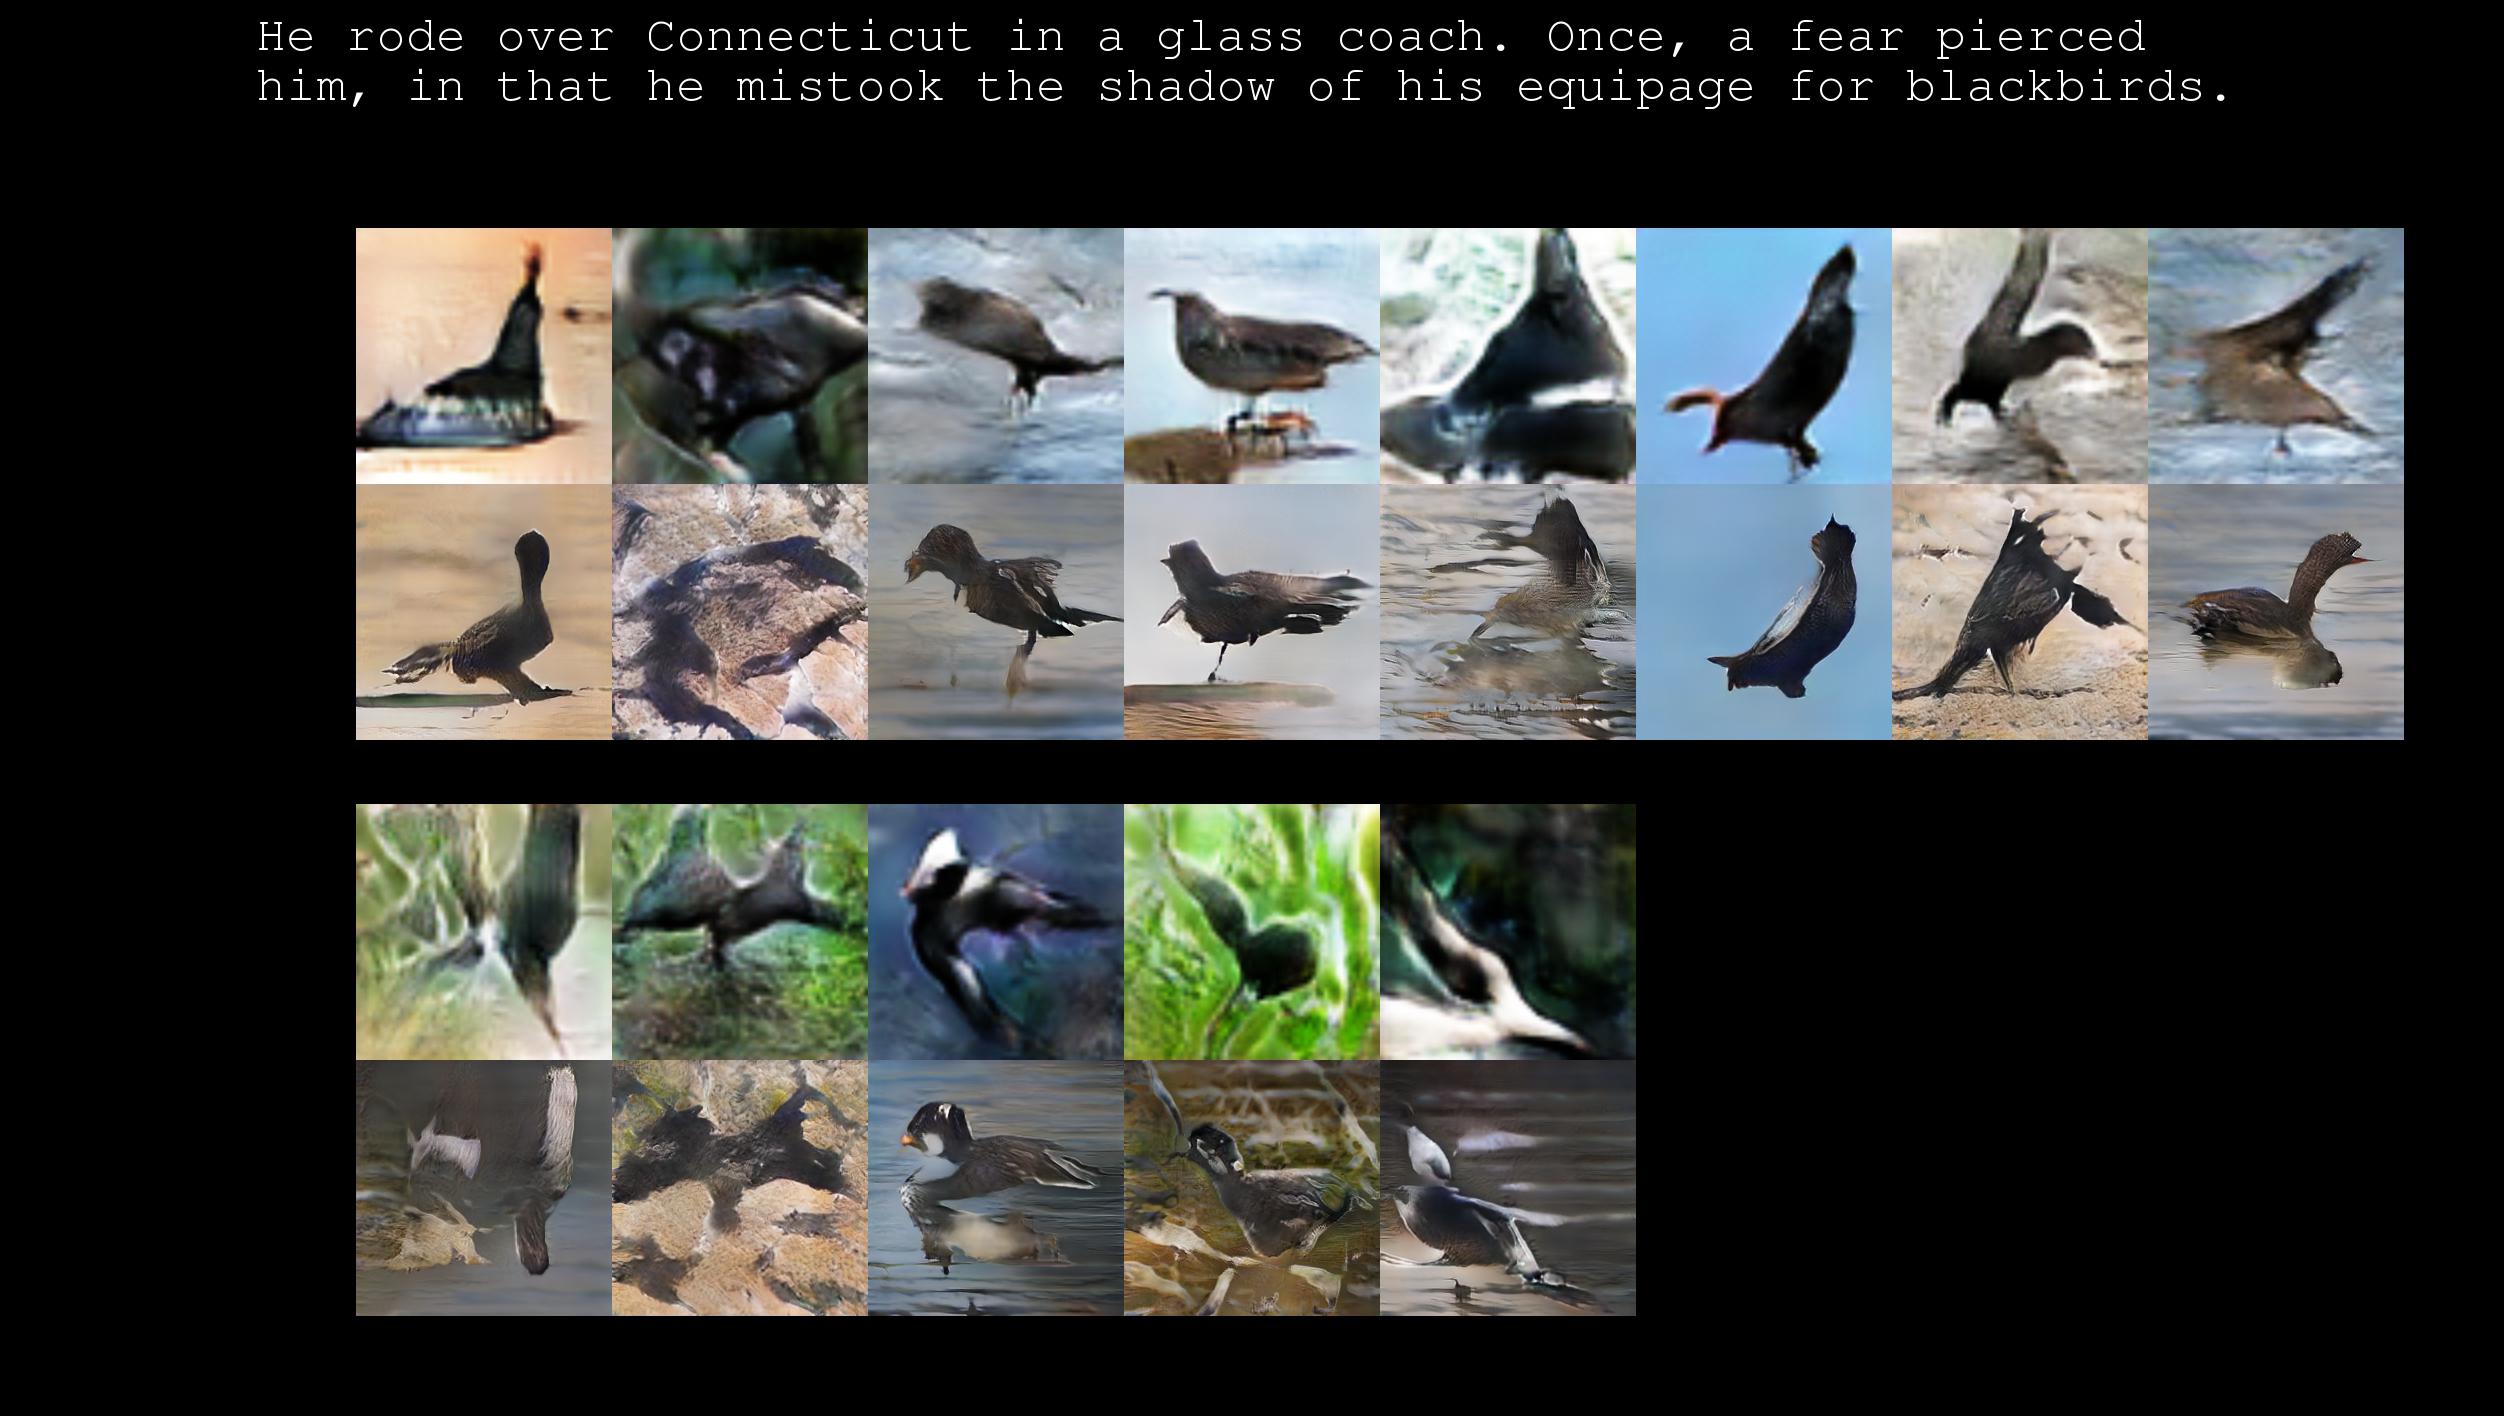 He rode over Connecticut in a glass coach. Once, a fear pierced
him, in that he mistook the shadow of his equipage for blackbirds.